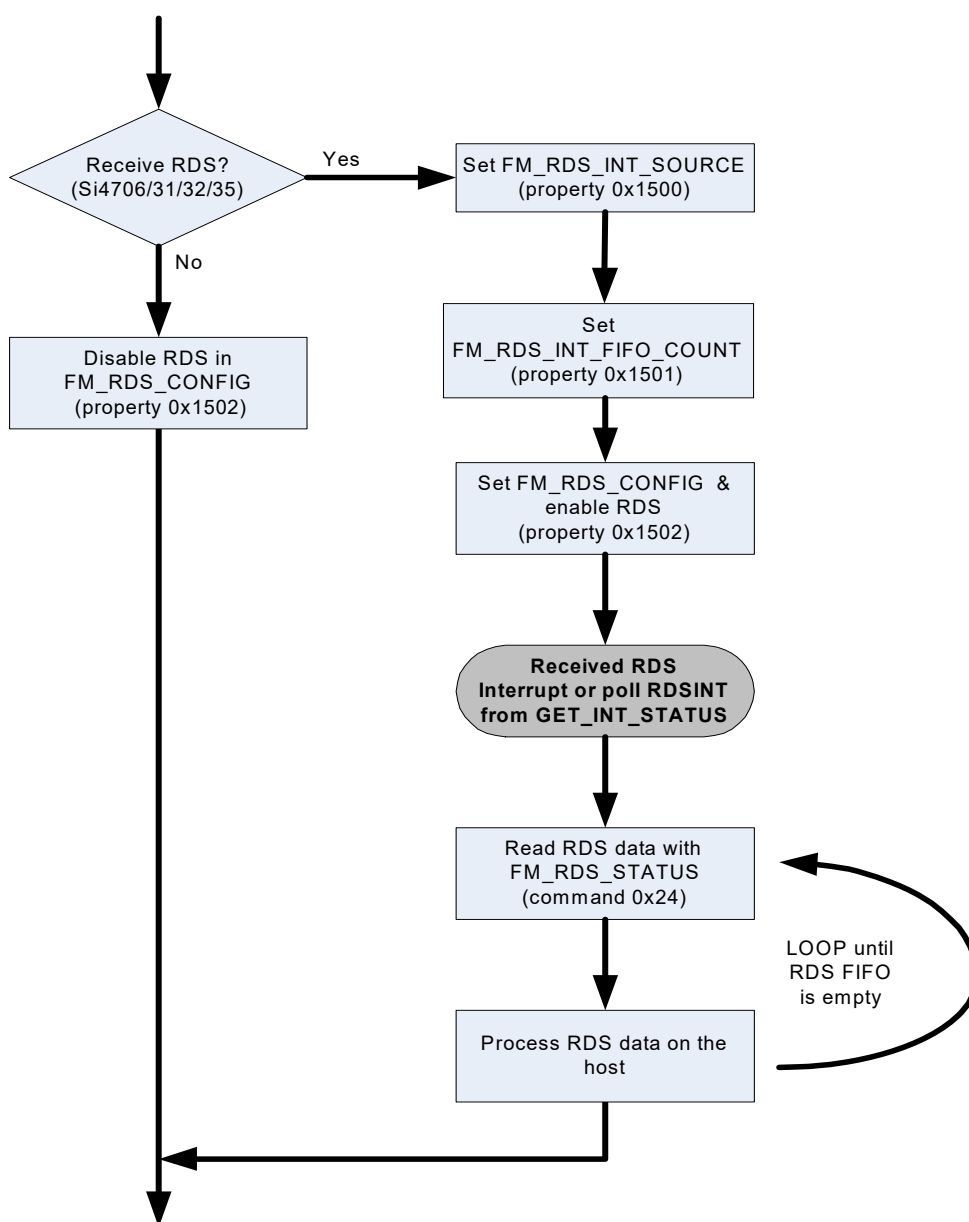 Receive RDS?
(Si4706/31/32/35)
Yes
No
Disable RDS in
FM_RDS_CONFIG
(property 0x1502)
Set FM_RDS_INT_SOURCE
(property 0x1500)
Set
FM_RDS_INT_FIFO_COUNT
(property 0x1501)
Set FM_RDS_CONFIG &
enable RDS
(property 0x1502)
Received RDS
Interrupt or poll RDSINT
from GET_INT_STATUS
Read RDS data with
FM_RDS_STATUS
(command 0x24)
LOOP until
RDS FIFO
is empty
Process RDS data on the
host